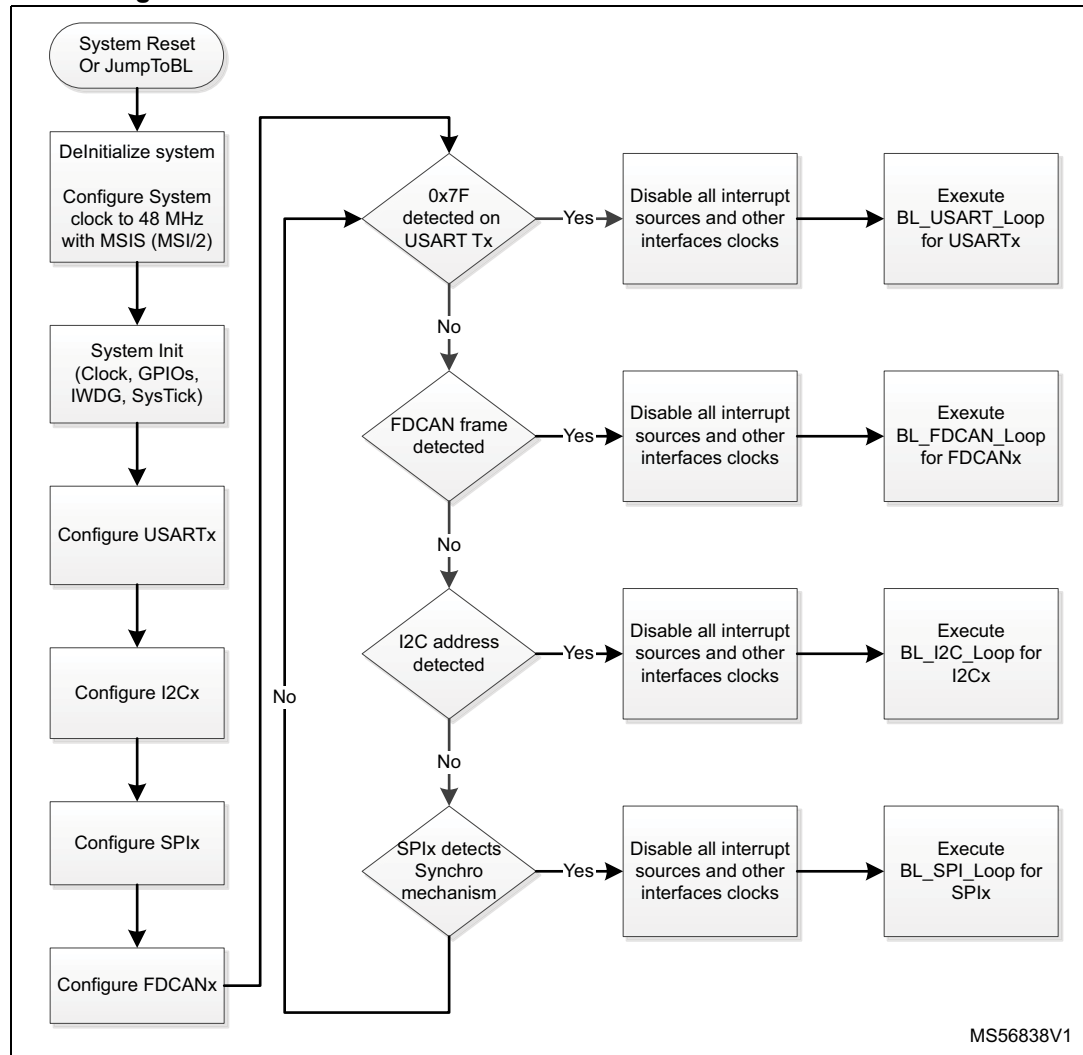 System Reset
Or JumpToBL
DeInitialize system
Configure System
clock to 48 MHz
with MSIS (MSI/2)
System Init
(Clock, GPIOs,
IWDG, SysTick)
Configure USARTx
Configure I2Cx
Configure SPIx
Configure FDCANx
No
0x7F
detected on
USART Tx
Yes
Disable all interrupt
sources and other
interfaces clocks
Exexute
BL_USART_Loop
for USARTx
No
FDCAN frame
detected
Yes
Disable all interrupt
sources and other
interfaces clocks
Exexute
BL_FDCAN_Loop
for FDCANx
No
I2C address
detected
Yes
Disable all interrupt
sources and other
interfaces clocks
Execute
BL_I2C_Loop for
I2Cx
No
SPIx detects
Synchro
mechanism
Yes
Disable all interrupt
sources and other
interfaces clocks
Execute
BL_SPI_Loop for
SPIx
MS56838V1